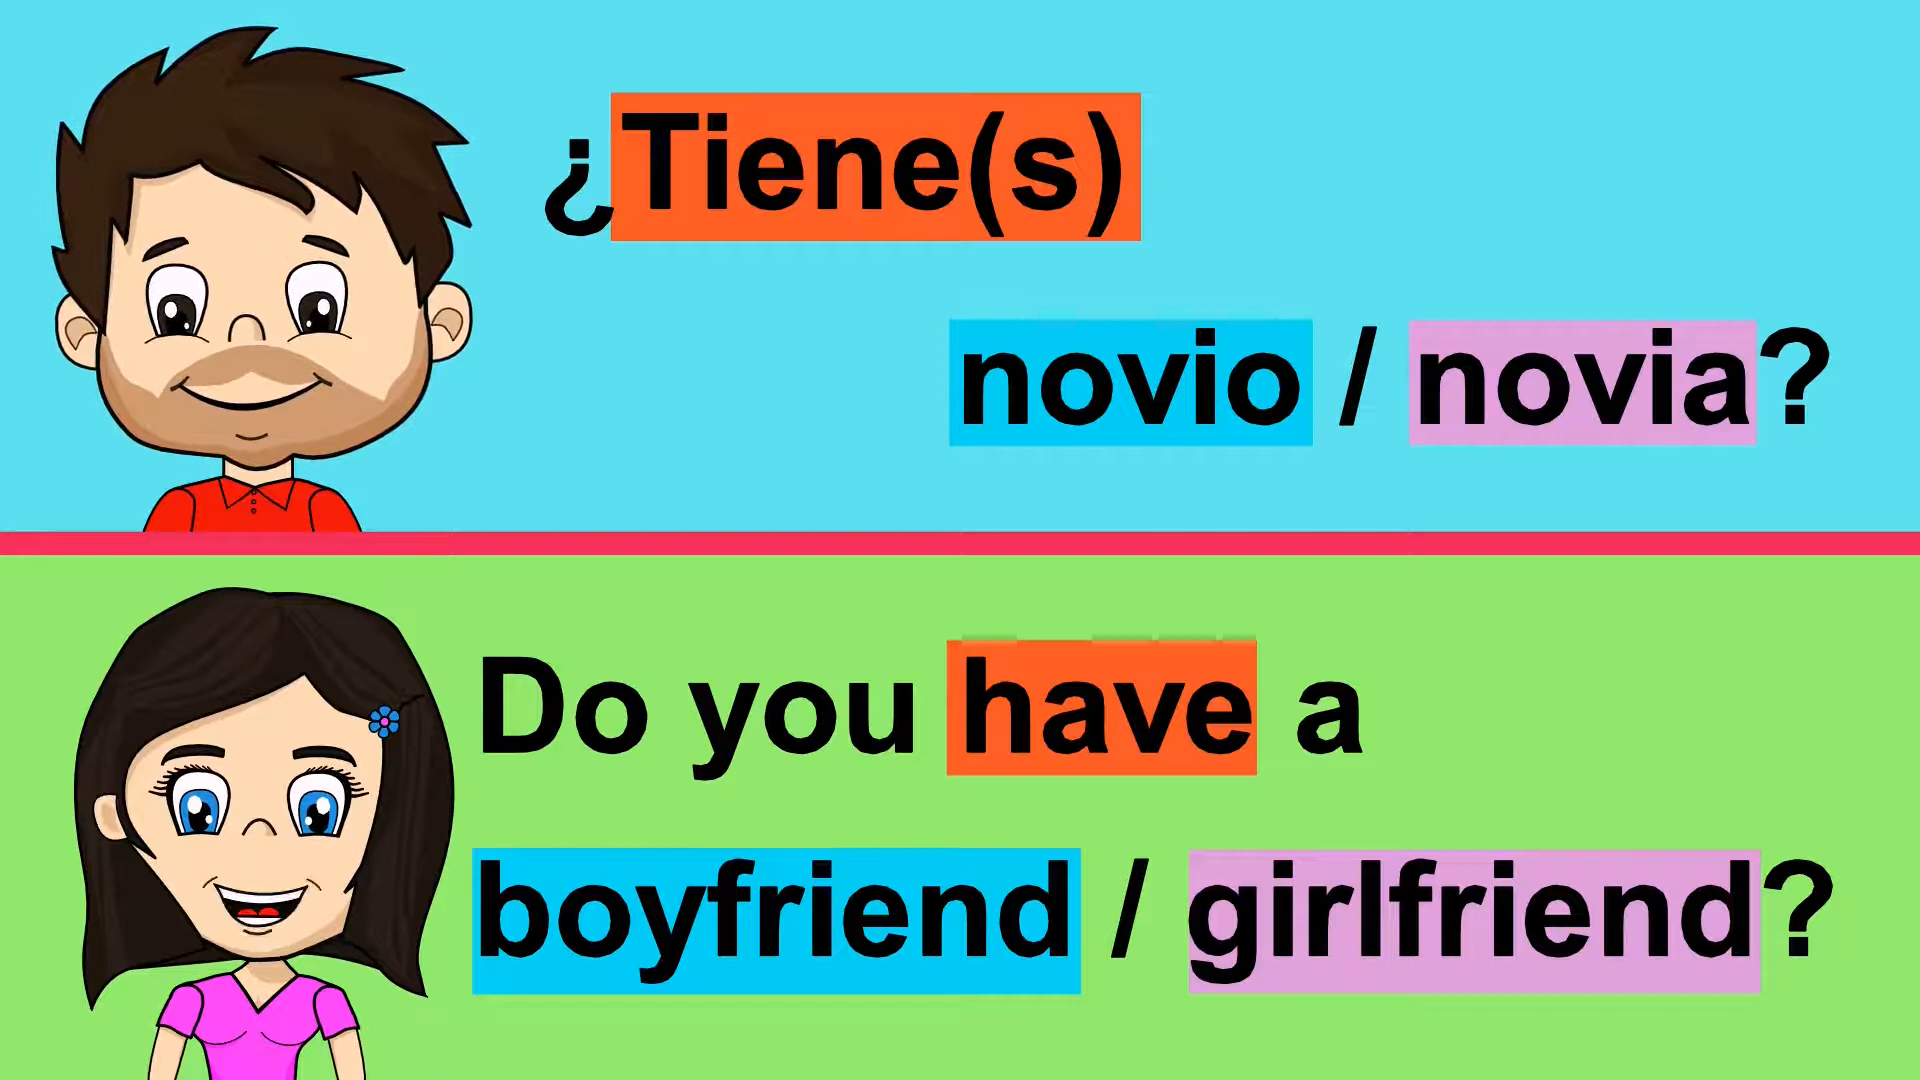 ¿Tiene(s)
novio / novia?
Do you have a
boyfriend / girlfriend?